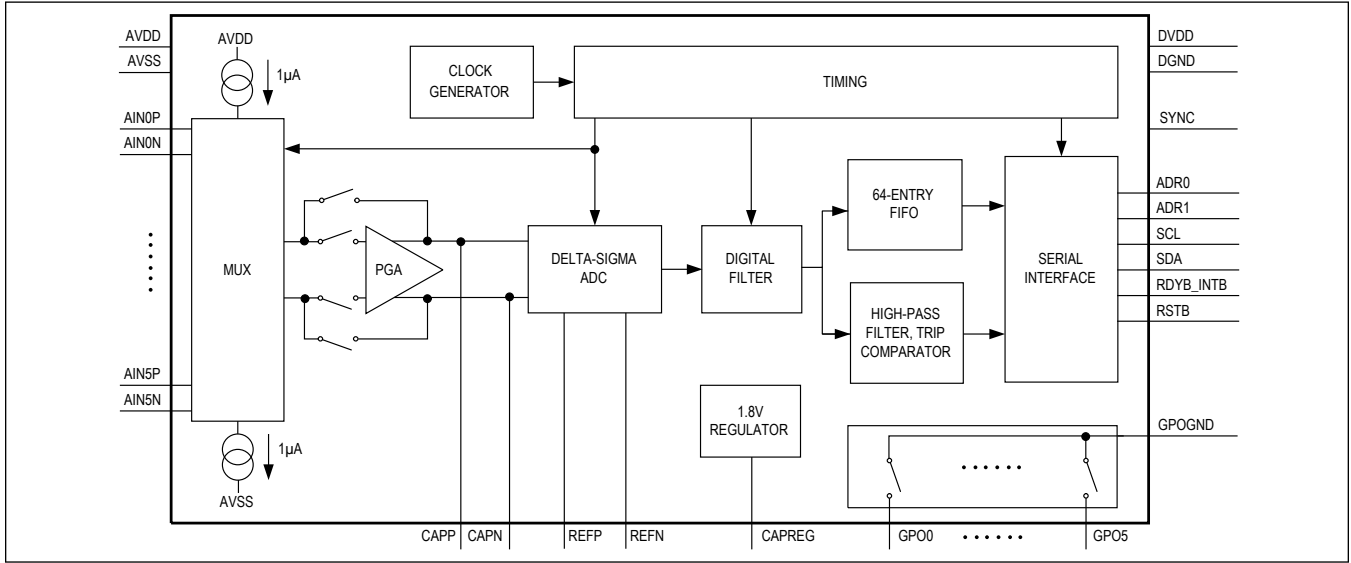 AVDD
AVSS
AVDD
1µA
CLOCK
GENERATOR
TIMING
DVDD
DGND
SYNC
AIN0P
AIN0N
MUX
PGA
DELTA-SIGMA
ADC
DIGITAL
FILTER
64-ENTRY
FIFO
HIGH-PASS
FILTER, TRIP
COMPARATOR
SERIAL
INTERFACE
ADR0
ADR1
SCL
SDA
RDYB_INTB
RSTB
AIN5P
AIN5N
1µA
AVSS
1.8V
REGULATOR
GPOGND
CAPP
CAPN
REFP
REFN
CAPREG
GPO0
GPO5